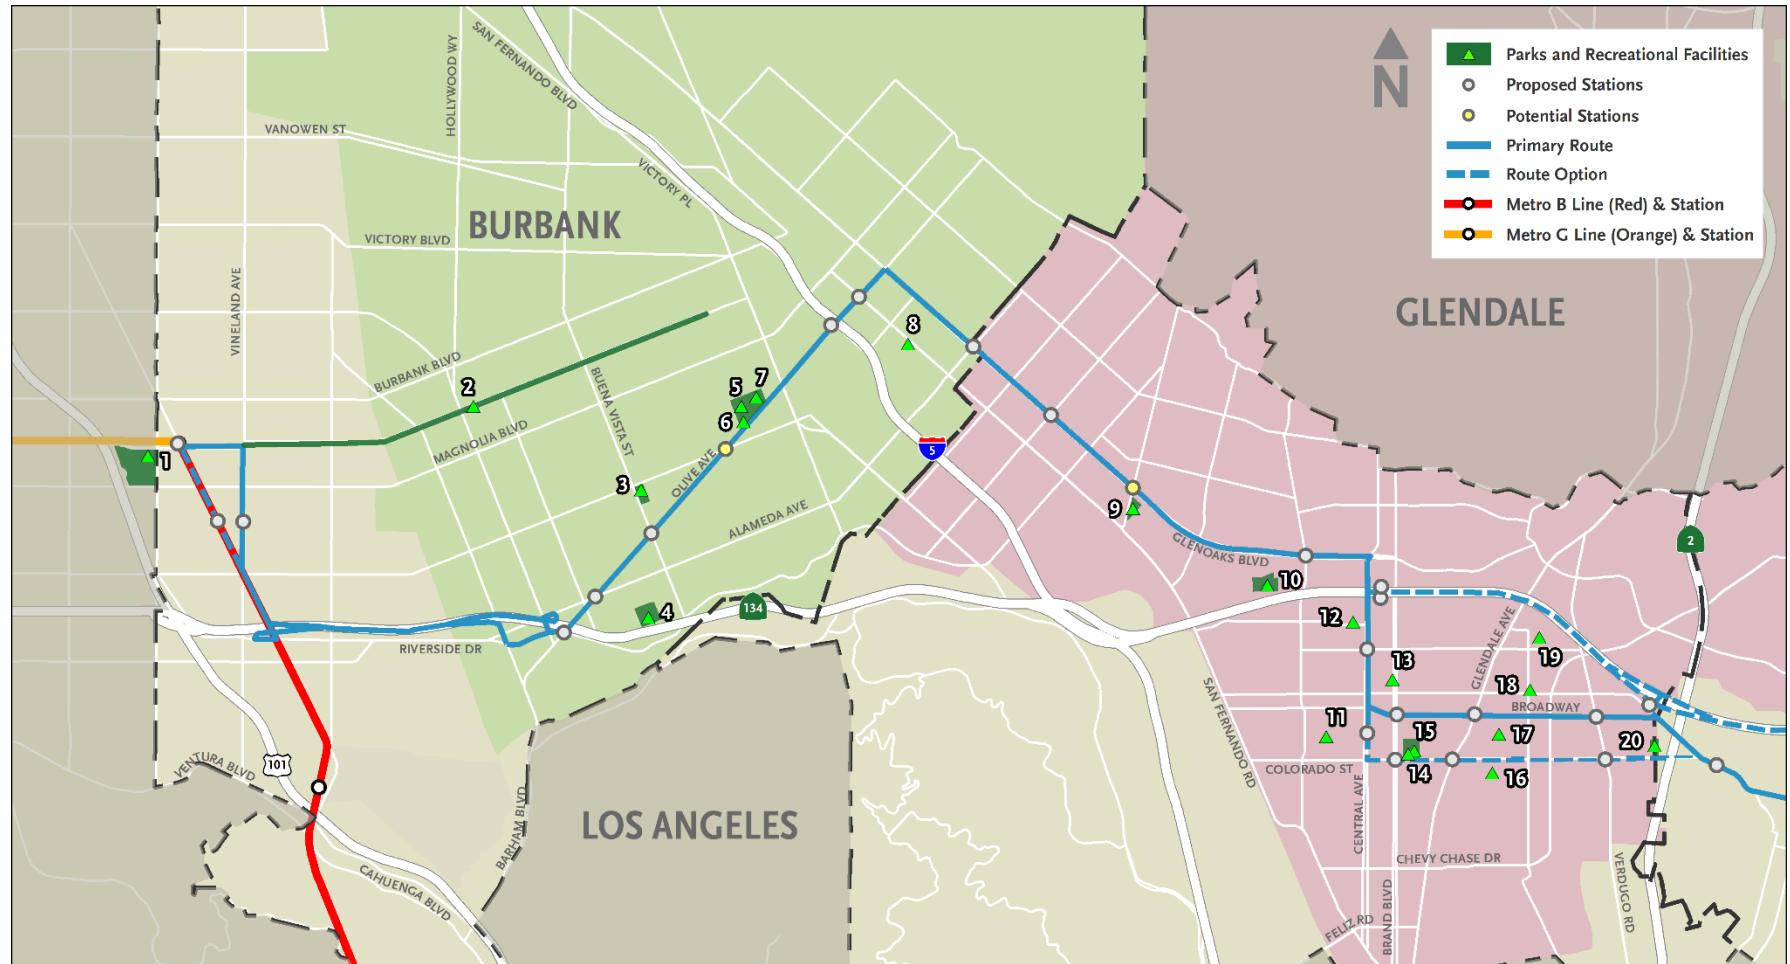 Parks and Recreational Facilities
Proposed Stations
Potential Stations
Primary Route
Route Option
Metro B Line (Red) & Station
Metro G Line (Orange) & Station
N
SAN FERNANDO BLVD
HOLLYWOOD WY
VANOWEN ST
VICTORY PL
BURBANK
VICTORY BLVD
VINELAND AVE
GLENDALE
8
BURBANK BLVD
BUENA VISTA ST
2
5
7
6
MAGNOLIA BLVD
1
5
OLIVE AVE
3
ALAMEDA AVE
9
GLENOAKS BLVD
2
10
134
4
12
RIVERSIDE DR
GLENDALE AVE
19
13
18
SAN FERNANDO RD
BROADWAY
11
15
17
20
VENTURA BLVD
101
COLORADO ST
14
16
CENTRAL AVE
LOS ANGELES
BARHAM BLVD
CHEVY CHASE DR
CAHUENGA BLVD
VERDUGO RD
BRAND BLVD
FELIZ RD